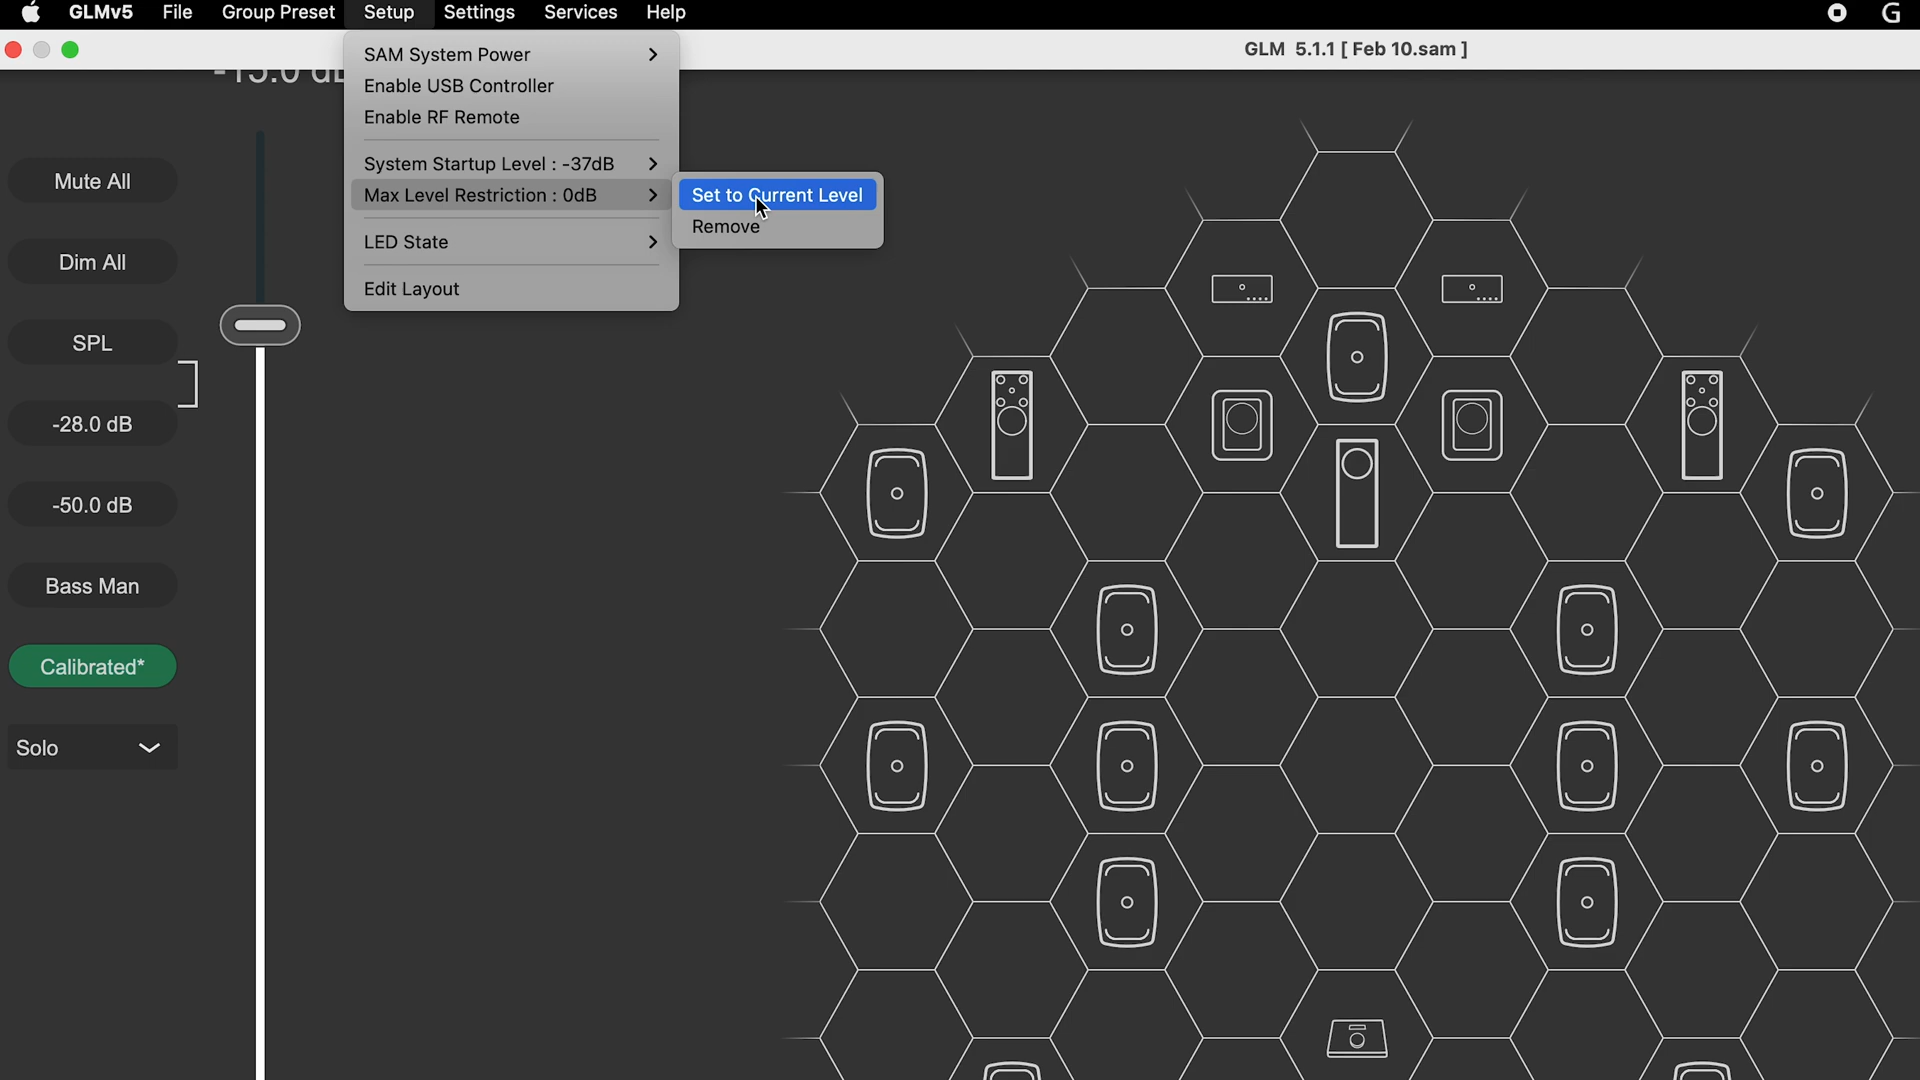 GLMv5 File Group Preset Setup Settings Services Help
GLM 5.1.1 [ Feb 10.sam ]
SAM System Power
Enable USB Controller
Enable RF Remote
System Startup Level : -37dB
Max Level Restriction : 0dB
Set to Current Level
Remove
LED State
Edit Layout
Mute All
Dim All
SPL
-28.0 dB
-50.0 dB
Bass Man
Calibrated*
Solo